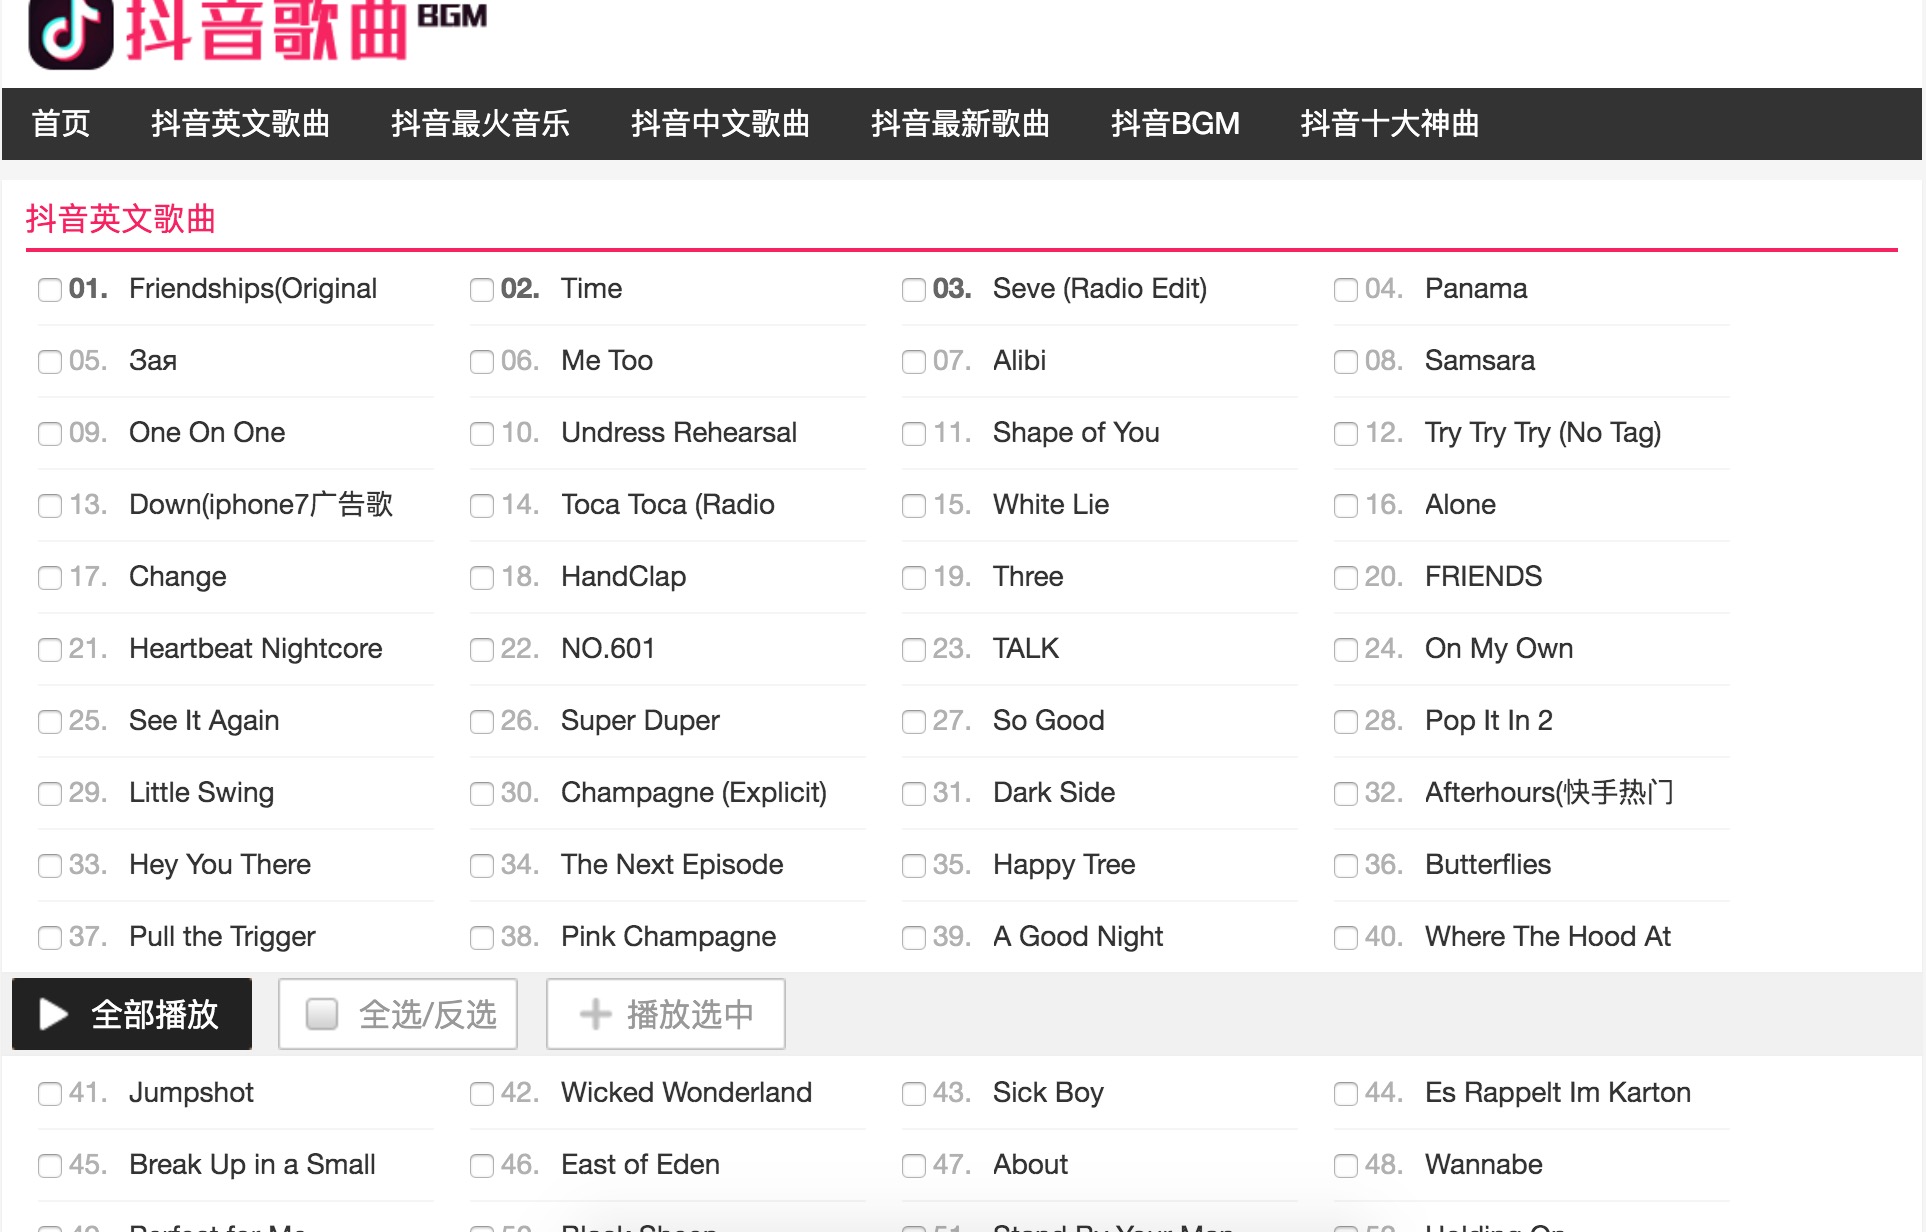 抖音歌曲 BGM
首页 抖音英文歌曲 抖音最火音乐 抖音中文歌曲 抖音最新歌曲 抖音BGM 抖音十大神曲
抖音英文歌曲
01. Friendships(Original 02. Time 03. Seve (Radio Edit) 04. Panama
05. Зая 06. Me Too 07. Alibi 08. Samsara
09. One On One 10. Undress Rehearsal 11. Shape of You 12. Try Try Try (No Tag)
13. Down(iphone7广告歌 14. Toca Toca (Radio 15. White Lie 16. Alone
17. Change 18. HandClap 19. Three 20. FRIENDS
21. Heartbeat Nightcore 22. NO.601 23. TALK 24. On My Own
25. See It Again 26. Super Duper 27. So Good 28. Pop It In 2
29. Little Swing 30. Champagne (Explicit) 31. Dark Side 32. Afterhours(快手热门
33. Hey You There 34. The Next Episode 35. Happy Tree 36. Butterflies
37. Pull the Trigger 38. Pink Champagne 39. A Good Night 40. Where The Hood At
全部播放 全选/反选 播放选中
41. Jumpshot 42. Wicked Wonderland 43. Sick Boy 44. Es Rappelt Im Karton
45. Break Up in a Small 46. East of Eden 47. About 48. Wannabe